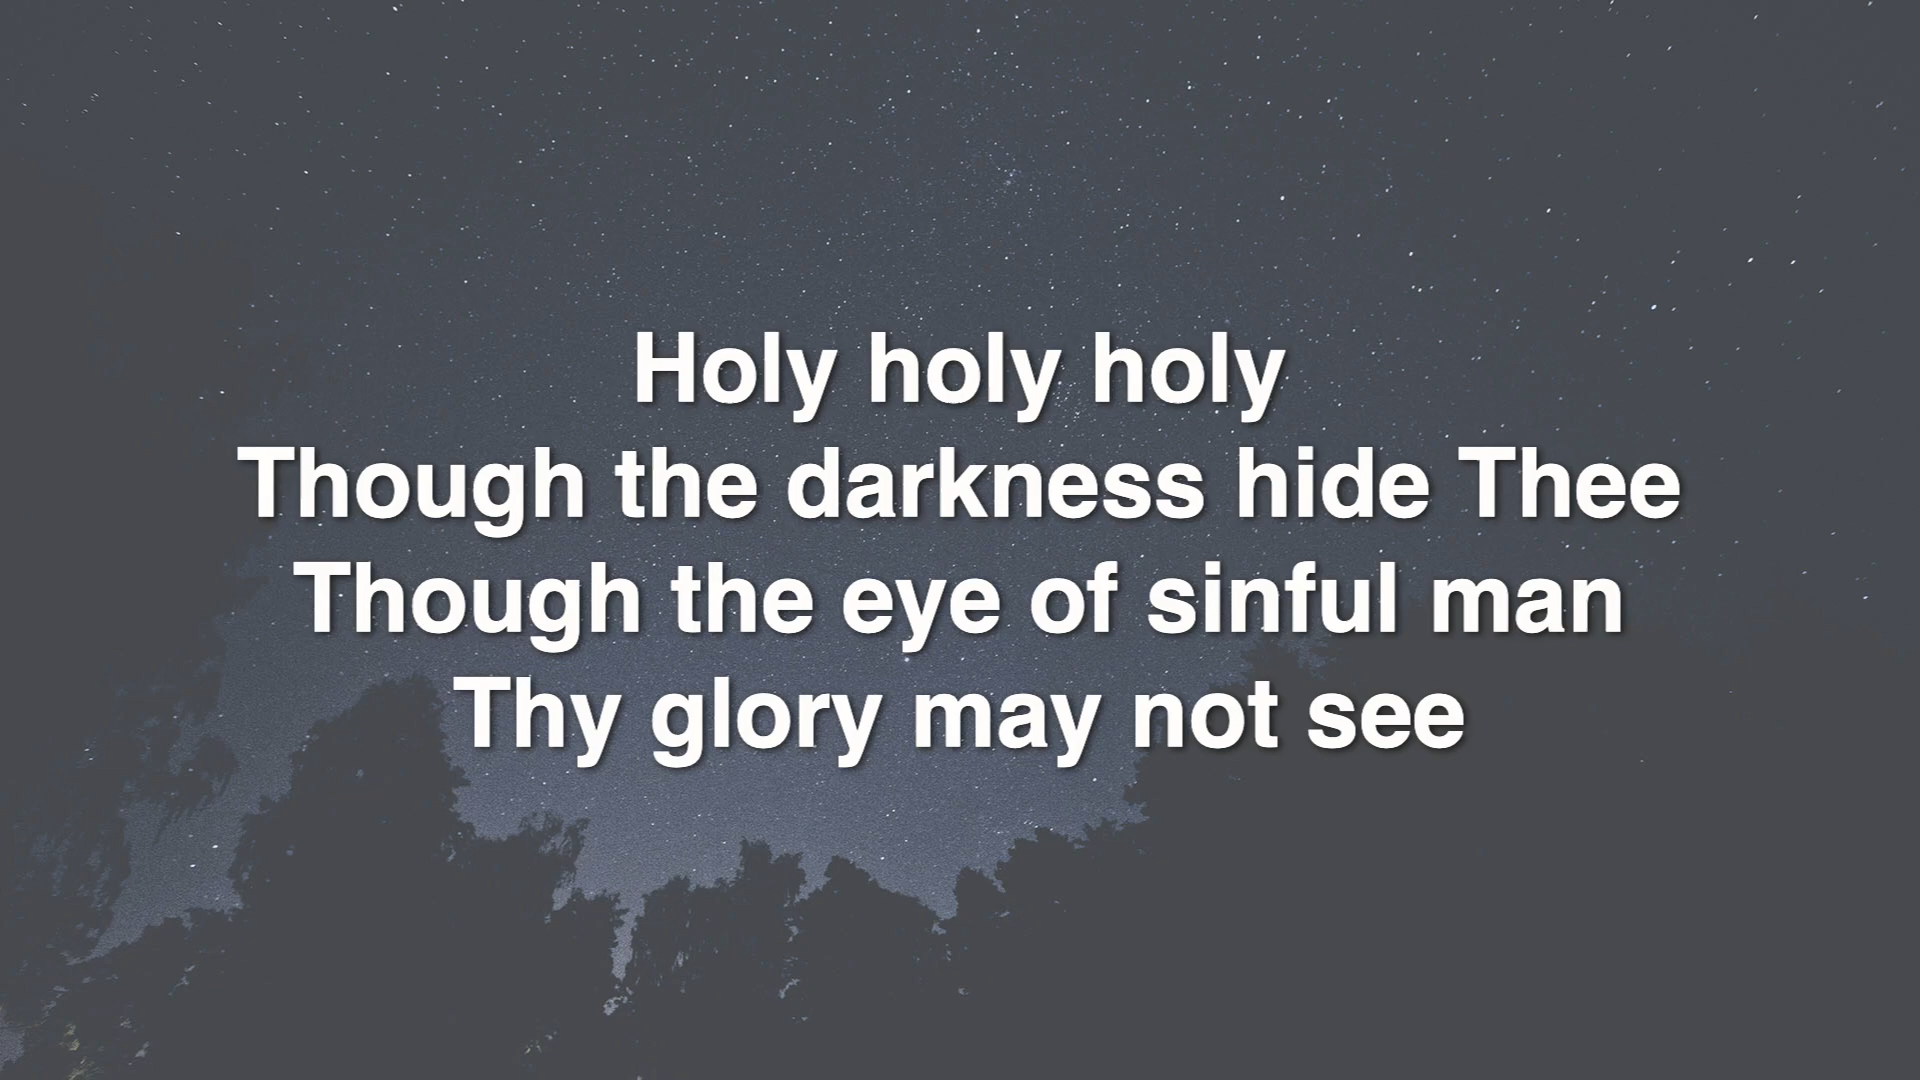 Holy holy holy
Though the darkness hide Thee
Though the eye of sinful man
Thy glory may not see